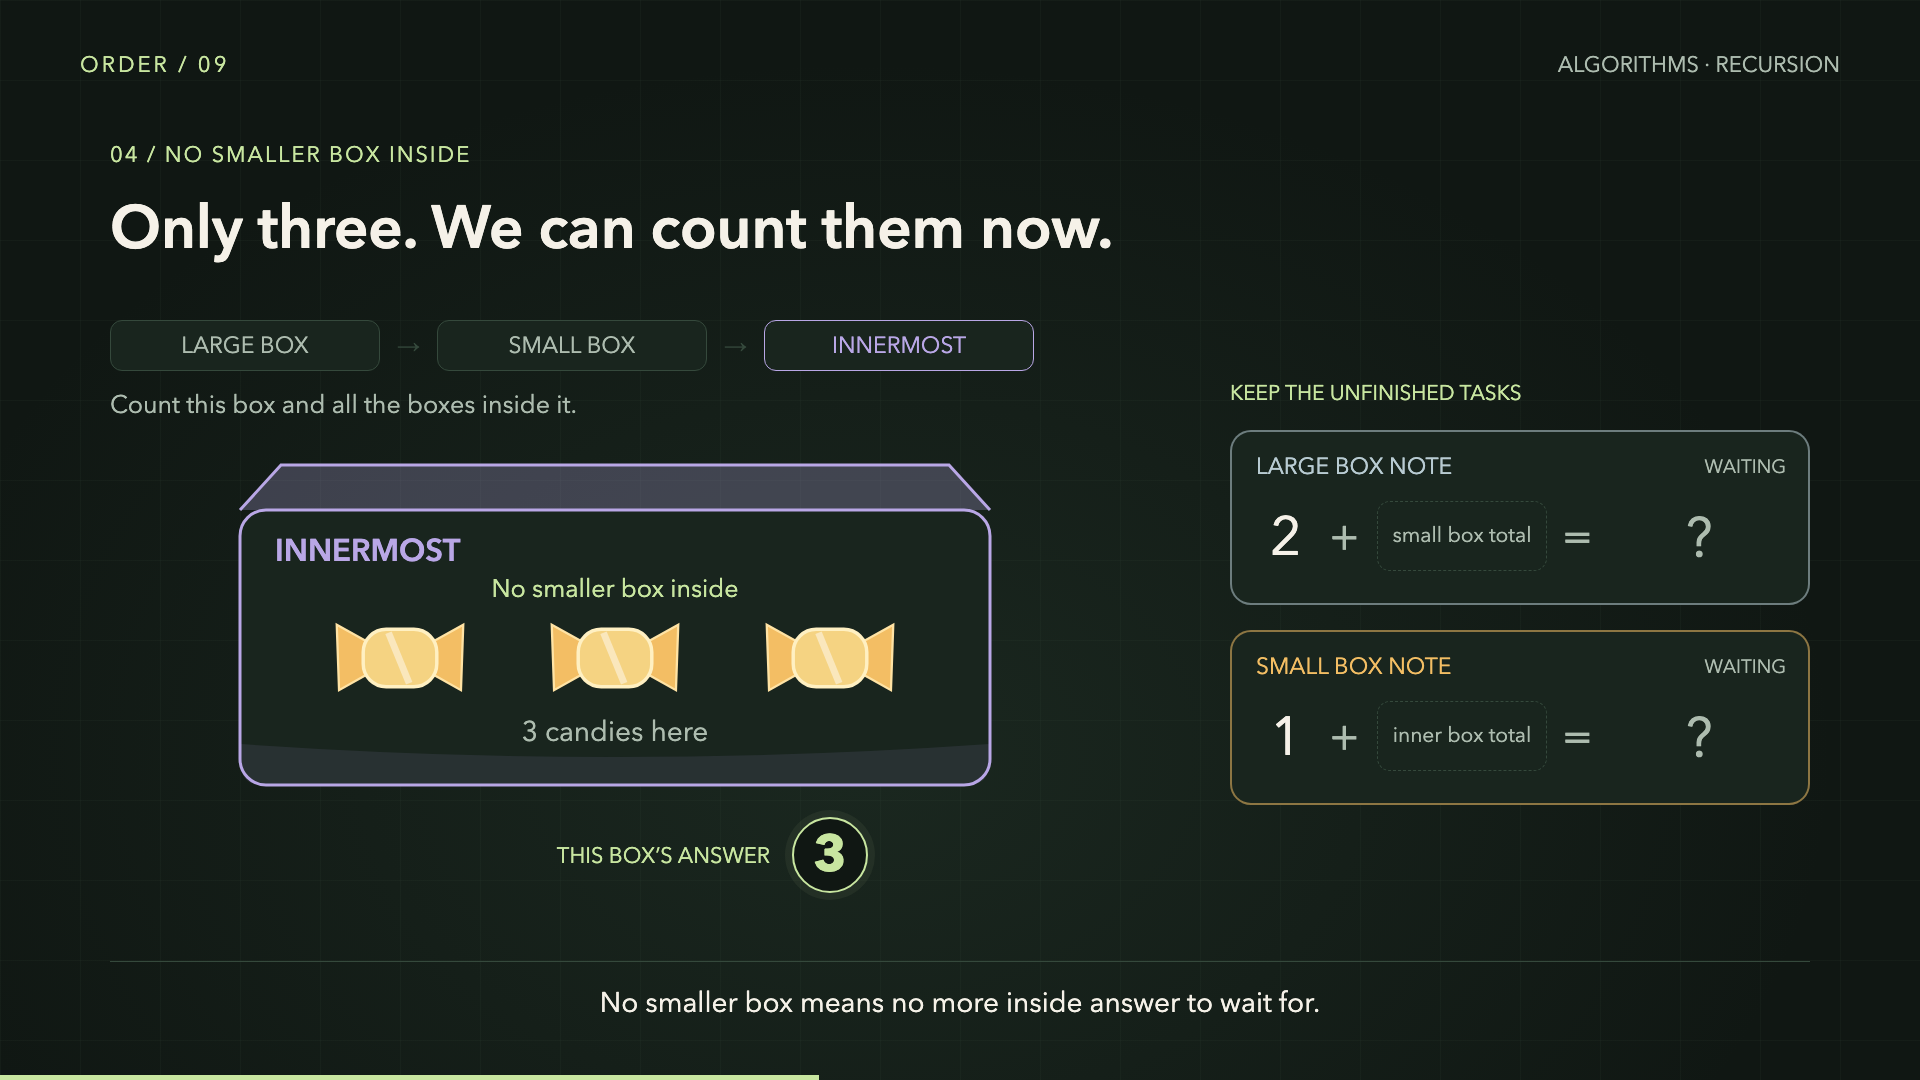 ORDER / 09
ALGORITHMS · RECURSION
04 / NO SMALLER BOX INSIDE
Only three. We can count them now.
LARGE BOX → SMALL BOX → INNERMOST
Count this box and all the boxes inside it.
INNERMOST
No smaller box inside
3 candies here
THIS BOX’S ANSWER 3
KEEP THE UNFINISHED TASKS
LARGE BOX NOTE WAITING
2 + small box total = ?
SMALL BOX NOTE WAITING
1 + inner box total = ?
No smaller box means no more inside answer to wait for.